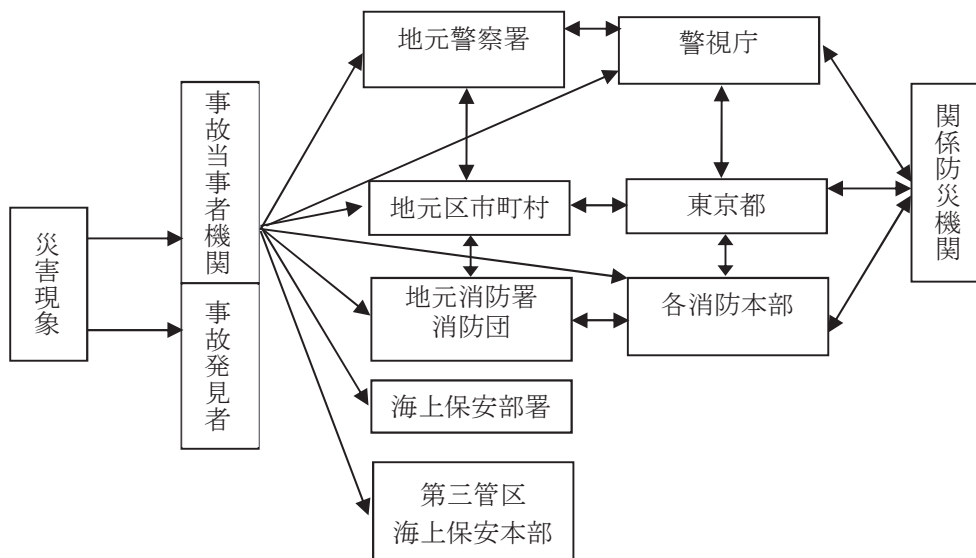 災害現象
事故当事者機関
事故発見者
地元警察署
警視庁
地元区市町村
東京都
地元消防署
消防団
各消防本部
海上保安部署
第三管区
海上保安本部
関係防災機関